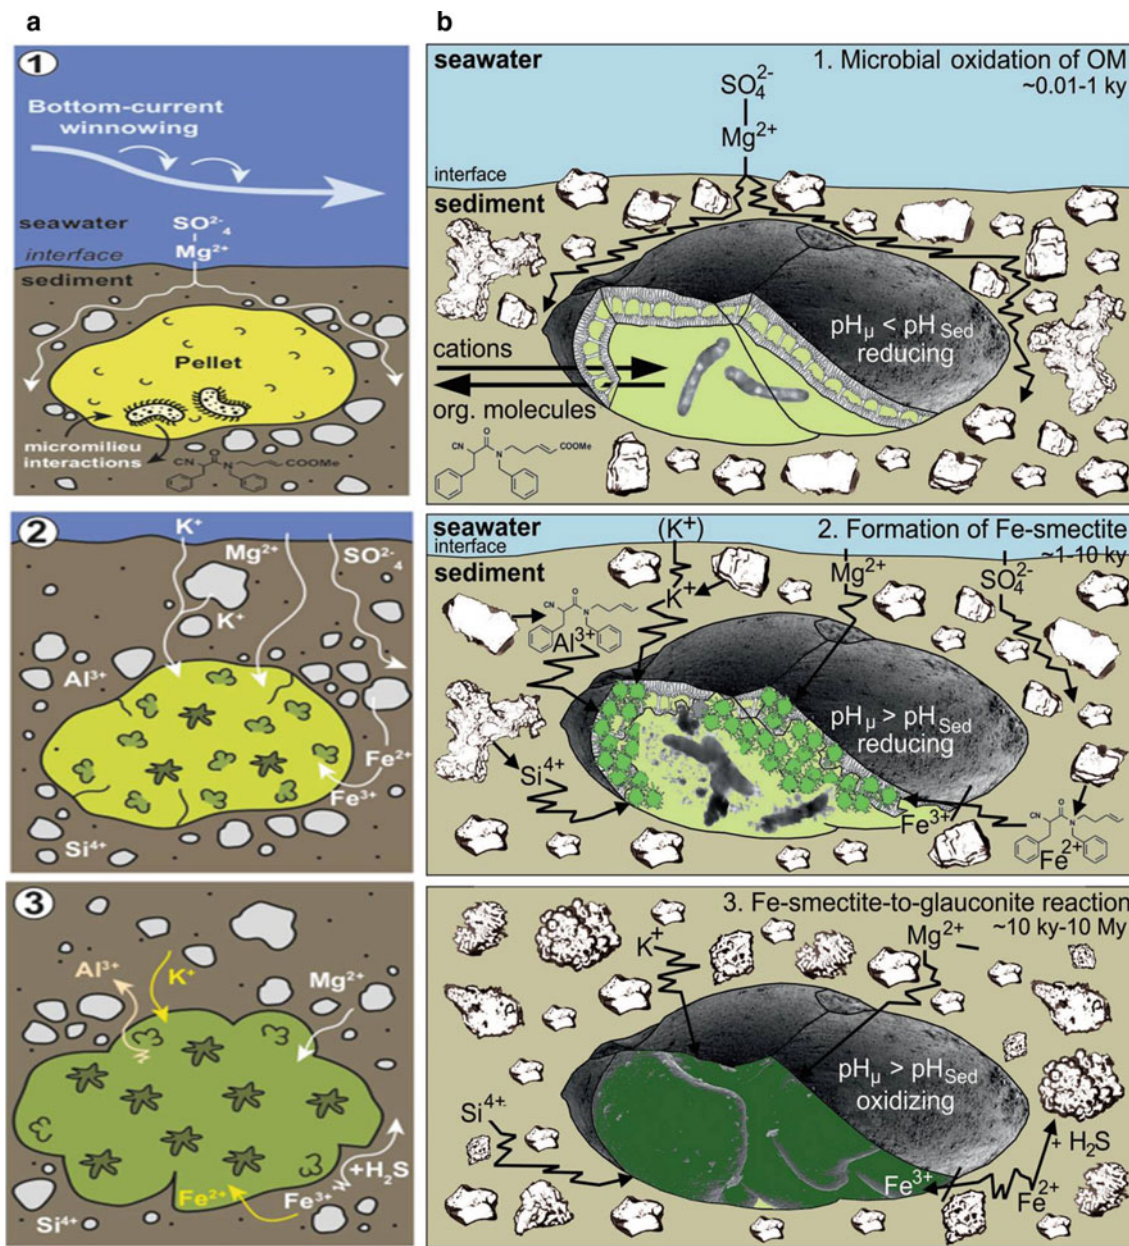 a
1
Bottom-current
winnowing
seawater
SO₄²⁻
Mg²⁺
interface
sediment
Pellet
micromilieu
interactions
CN
O
N
COOMe
2
K⁺
Mg²⁺
SO₄²⁻
K⁺
Al³⁺
Fe²⁺
Fe³⁺
Si⁴⁺
3
Al³⁺
K⁺
Mg²⁺
+H₂S
Fe²⁺
Fe³⁺
Si⁴⁺
b
seawater
1. Microbial oxidation of OM
~0.01-1 ky
SO₄²⁻
Mg²⁺
interface
sediment
pHμ < pHSed
reducing
cations
org. molecules
CN
O
N
COOMe
seawater
(K⁺)
2. Formation of Fe-smectite
interface
~1-10 ky
sediment
Mg²⁺
SO₄²⁻
K⁺
CN
O
N
Al³⁺
pHμ > pHSed
reducing
Si⁴⁺
Fe³⁺
CN
O
N
Fe²⁺
3. Fe-smectite-to-glauconite reaction
~10 ky-10 My
K⁺
Mg²⁺
pHμ > pHSed
oxidizing
Si⁴⁺
+ H₂S
Fe³⁺
Fe²⁺